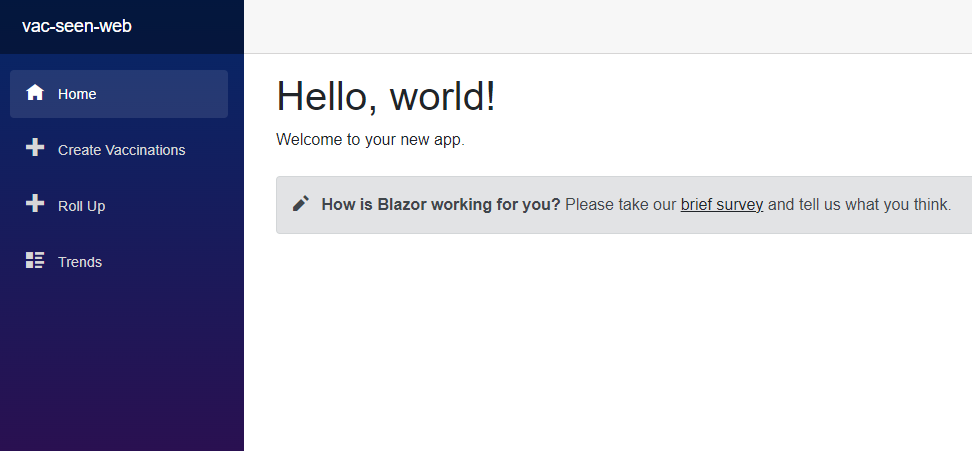 vac-seen-web
Home
Create Vaccinations
Roll Up
Trends
Hello, world!
Welcome to your new app.
How is Blazor working for you? Please take our brief survey and tell us what you think.